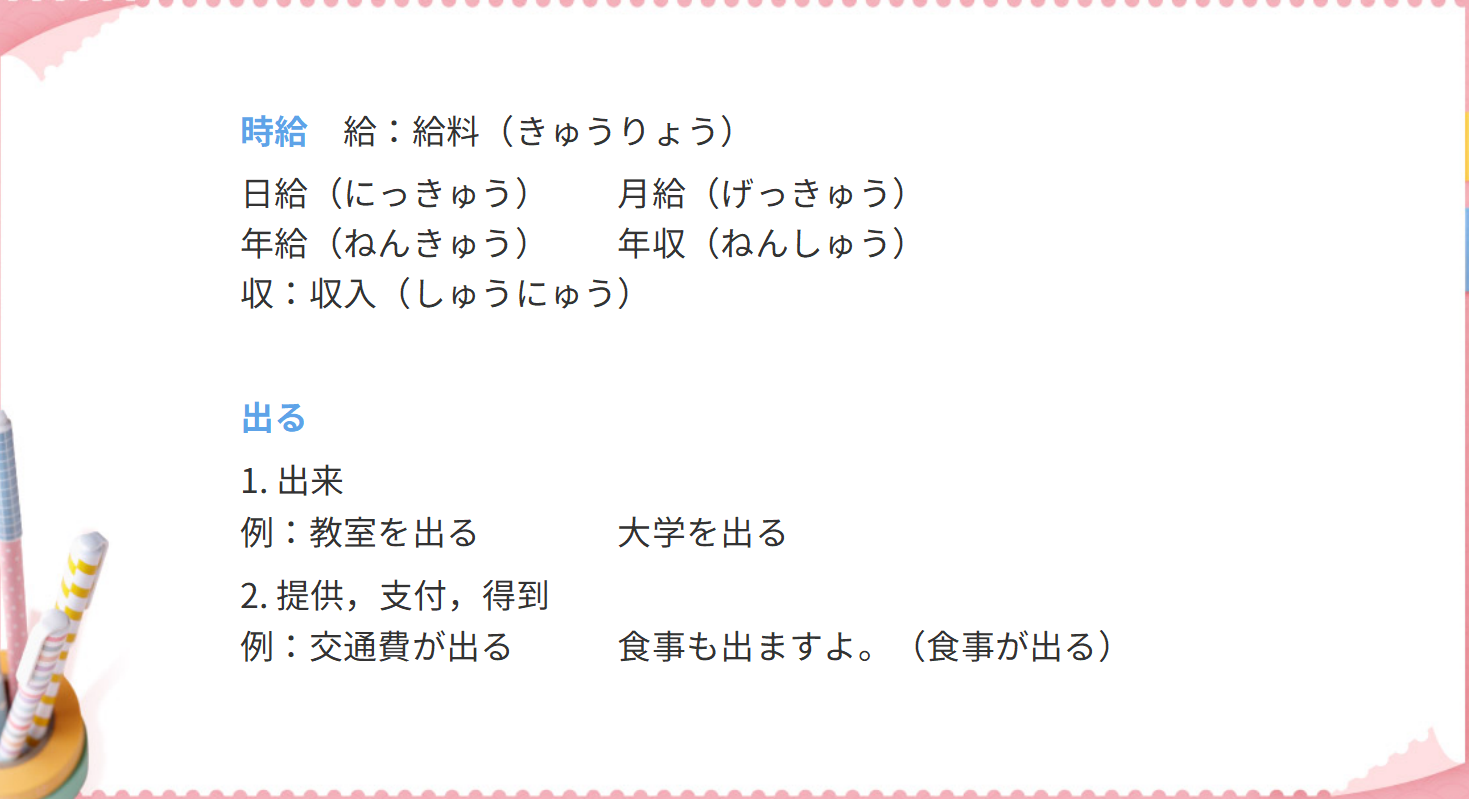 時給　給：給料（きゅうりょう）
日給（にっきゅう）　　月給（げっきゅう）
年給（ねんきゅう）　　年収（ねんしゅう）
収：収入（しゅうにゅう）
出る
1. 出来
例：教室を出る　　　　大学を出る
2. 提供，支付，得到
例：交通費が出る　　　食事も出ますよ。（食事が出る）